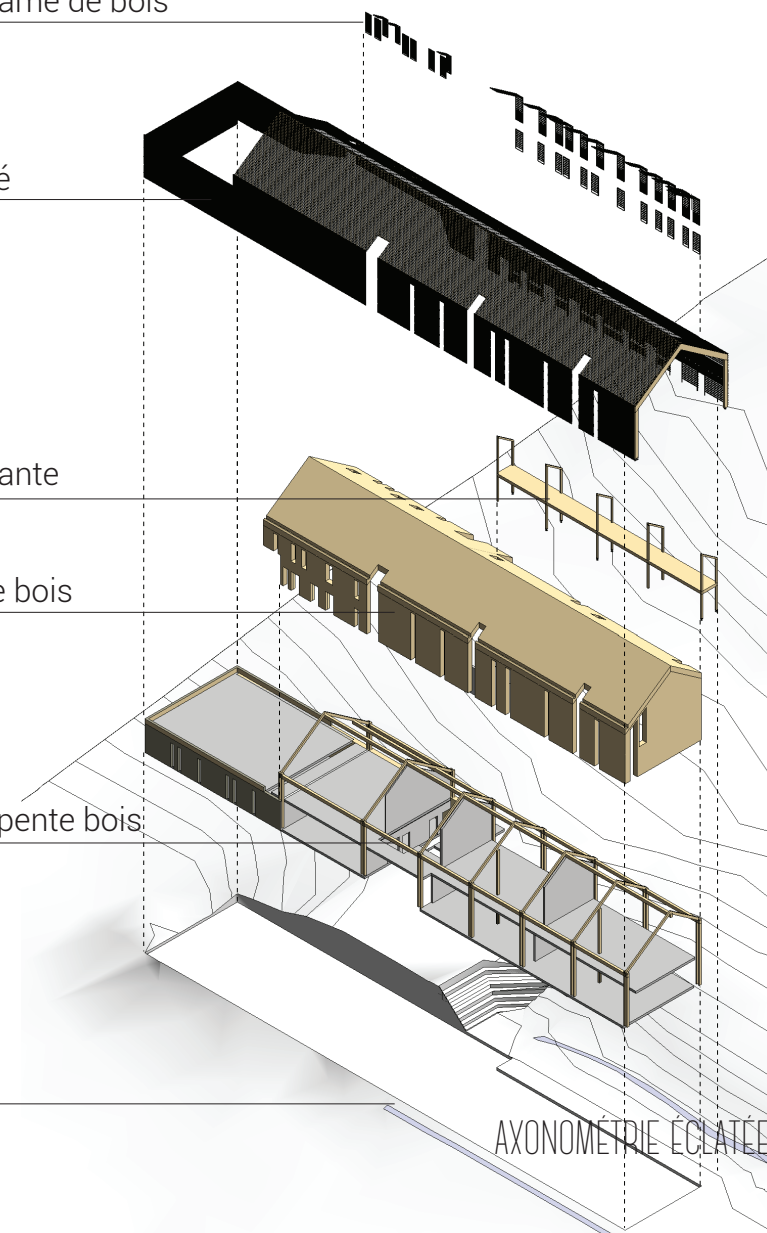 ame de bois
é
ante
e bois
pente bois
AXONOMÉTRIE ÉCLATÉE